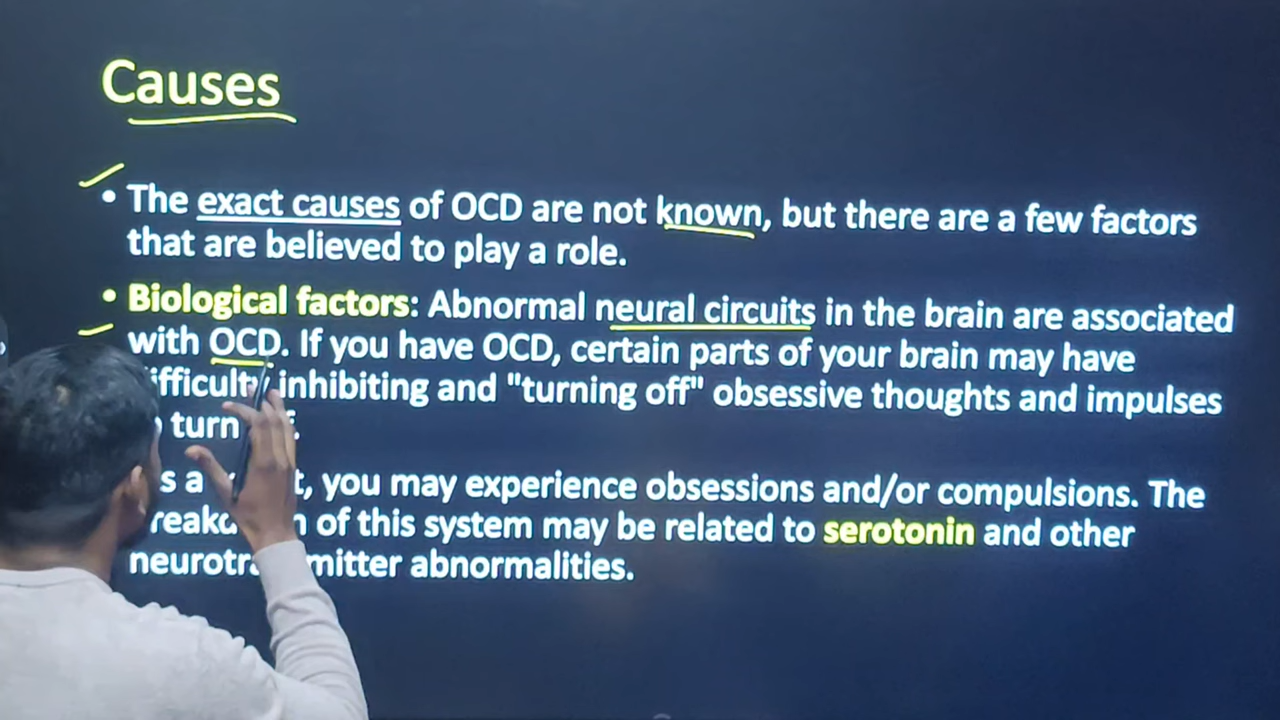 Causes
• The exact causes of OCD are not known, but there are a few factors
that are believed to play a role.
• Biological factors: Abnormal neural circuits in the brain are associated
with OCD. If you have OCD, certain parts of your brain may have
inhibiting and "turning off" obsessive thoughts and impulses
turn
you may experience obsessions and/or compulsions. The
of this system may be related to serotonin and other
abnormalities.